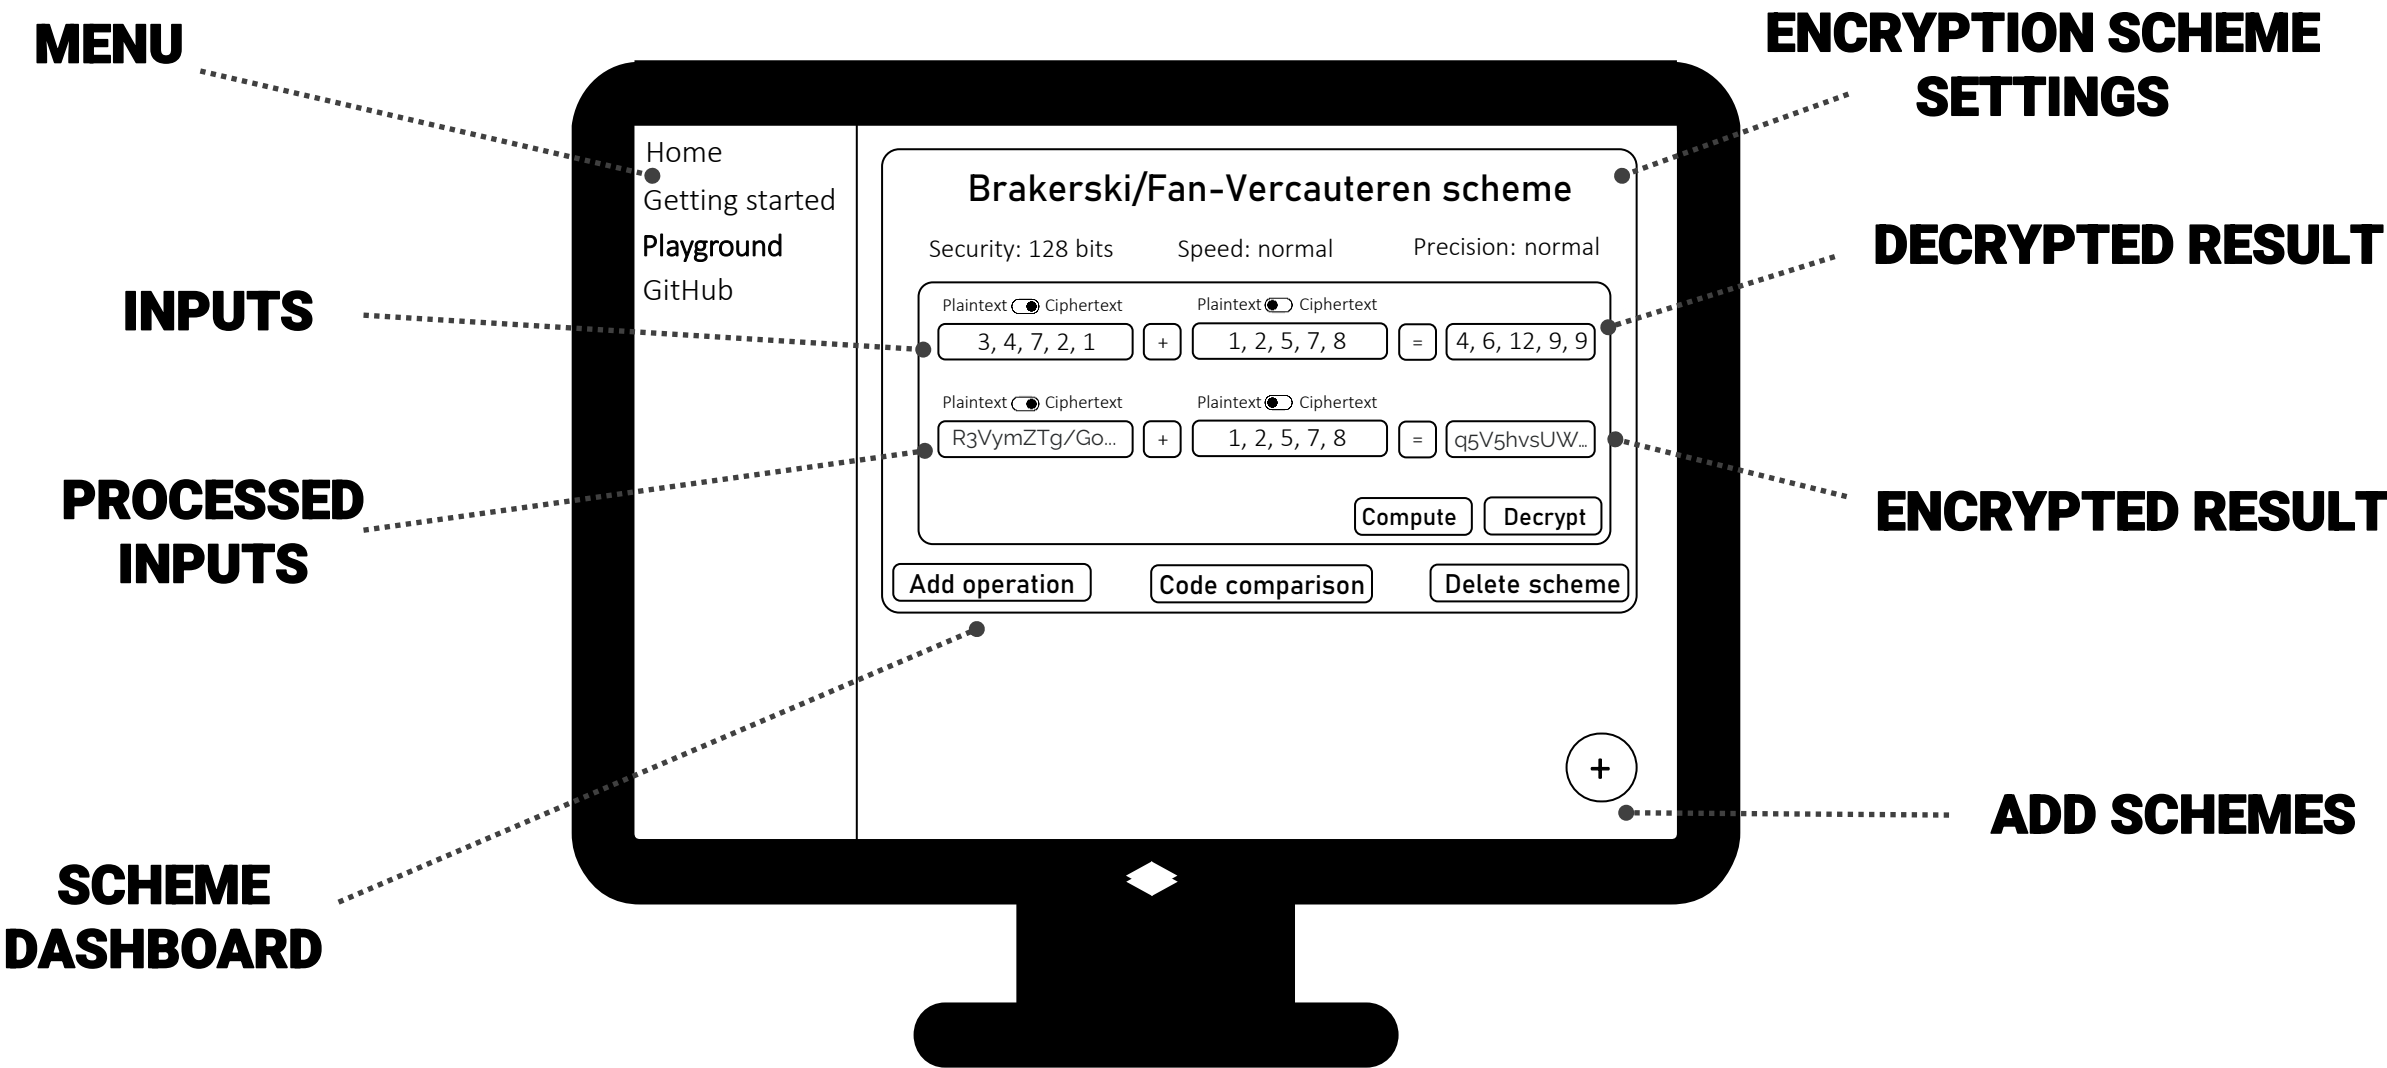 MENU
ENCRYPTION SCHEME
SETTINGS
Home
Getting started
Playground
GitHub
Brakerski/Fan-Vercauteren scheme
Security: 128 bits Speed: normal Precision: normal
DECRYPTED RESULT
INPUTS
Plaintext Ciphertext Plaintext Ciphertext
3, 4, 7, 2, 1 + 1, 2, 5, 7, 8 = 4, 6, 12, 9, 9
Plaintext Ciphertext Plaintext Ciphertext
R3VymZTg/Go... + 1, 2, 5, 7, 8 = q5V5hvsUW...
PROCESSED
INPUTS
ENCRYPTED RESULT
Compute Decrypt
Add operation Code comparison Delete scheme
+
ADD SCHEMES
SCHEME
DASHBOARD